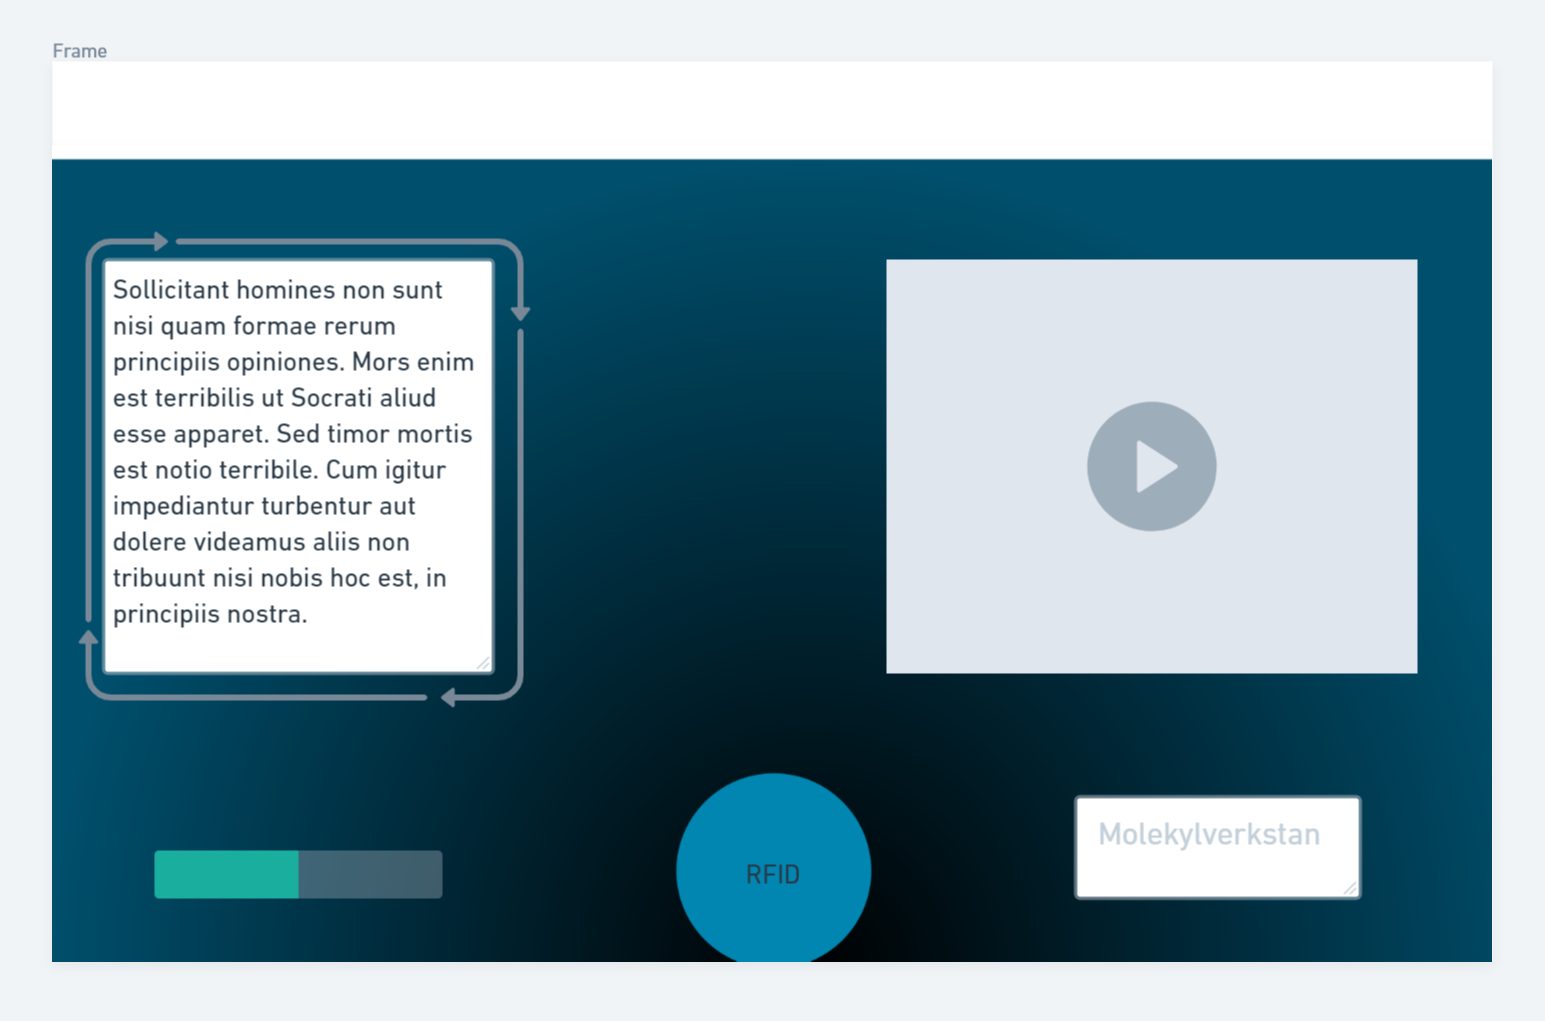 Frame
Sollicitant homines non sunt
nisi quam formae rerum
principiis opiniones. Mors enim
est terribilis ut Socrati aliud
esse apparet. Sed timor mortis
est notio terribile. Cum igitur
impediantur turbentur aut
dolere videamus aliis non
tribuunt nisi nobis hoc est, in
principiis nostra.
RFID
Molekylverkstan